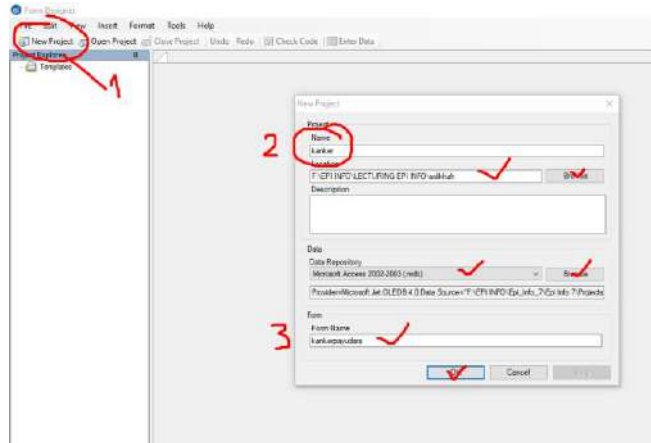 Form Designer
File Edit View Insert Format Tools Help
New Project Open Project Close Project Undo Redo Check Code Enter Data
Project Explorer
Templates
1
New Project
Project
2
Name
kanker
Location
F:\EPI INFO\LECTURING EPI INFO\ Browse
Description
Data
Data Repository
Microsoft Access 2002-2003 (.mdb) Browse
Provider=Microsoft.Jet.OLEDB.4.0;Data Source="F:\EPI INFO\Epi_Info_7\Epi Info 7\Projects
Form
3
Form Name
kankerpayudara
OK Cancel